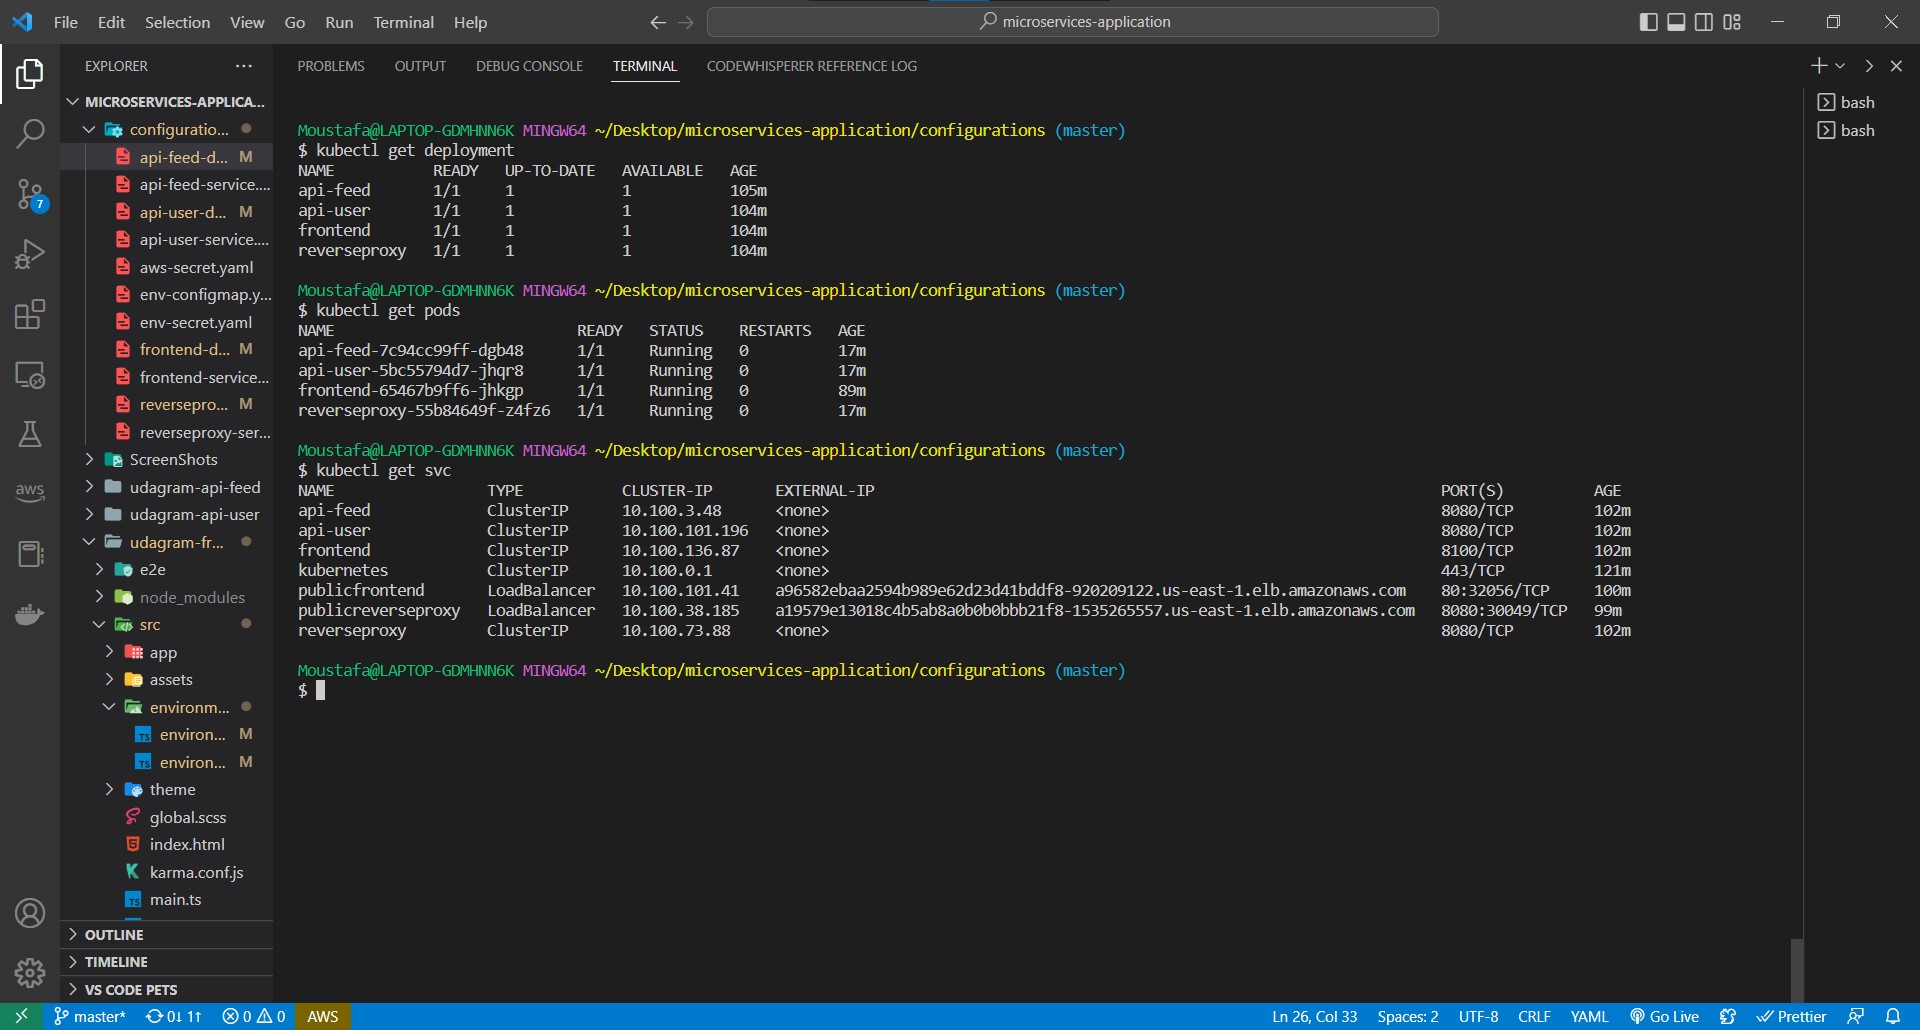 File Edit Selection View Go Run Terminal Help
microservices-application
EXPLORER
MICROSERVICES-APPLICA...
configuratio...
api-feed-d... M
api-feed-service....
api-user-d... M
api-user-service....
aws-secret.yaml
env-configmap.y...
env-secret.yaml
frontend-d... M
frontend-service...
reversepro... M
reverseproxy-ser...
ScreenShots
udagram-api-feed
udagram-api-user
udagram-fr...
e2e
node_modules
src
app
assets
environm...
environ... M
environ... M
theme
global.scss
index.html
karma.conf.js
main.ts
OUTLINE
TIMELINE
VS CODE PETS
7
aws
PROBLEMS OUTPUT DEBUG CONSOLE TERMINAL CODEWHISPERER REFERENCE LOG
Moustafa@LAPTOP-GDMHNN6K MINGW64 ~/Desktop/microservices-application/configurations (master)
$ kubectl get deployment
NAME READY UP-TO-DATE AVAILABLE AGE
api-feed 1/1 1 1 105m
api-user 1/1 1 1 104m
frontend 1/1 1 1 104m
reverseproxy 1/1 1 1 104m
Moustafa@LAPTOP-GDMHNN6K MINGW64 ~/Desktop/microservices-application/configurations (master)
$ kubectl get pods
NAME READY STATUS RESTARTS AGE
api-feed-7c94cc99ff-dgb48 1/1 Running 0 17m
api-user-5bc55794d7-jhqr8 1/1 Running 0 17m
frontend-65467b9ff6-jhkgp 1/1 Running 0 89m
reverseproxy-55b84649f-z4fz6 1/1 Running 0 17m
Moustafa@LAPTOP-GDMHNN6K MINGW64 ~/Desktop/microservices-application/configurations (master)
$ kubectl get svc
NAME TYPE CLUSTER-IP EXTERNAL-IP PORT(S) AGE
api-feed ClusterIP 10.100.3.48 <none> 8080/TCP 102m
api-user ClusterIP 10.100.101.196 <none> 8080/TCP 102m
frontend ClusterIP 10.100.136.87 <none> 8100/TCP 102m
kubernetes ClusterIP 10.100.0.1 <none> 443/TCP 121m
publicfrontend LoadBalancer 10.100.101.41 a96582ebaa2594b989e62d23d41bddf8-920209122.us-east-1.elb.amazonaws.com 80:32056/TCP 100m
publicreverseproxy LoadBalancer 10.100.38.185 a19579e13018c4b5ab8a0b0b0bbb21f8-1535265557.us-east-1.elb.amazonaws.com 8080:30049/TCP 99m
reverseproxy ClusterIP 10.100.73.88 <none> 8080/TCP 102m
Moustafa@LAPTOP-GDMHNN6K MINGW64 ~/Desktop/microservices-application/configurations (master)
$
bash
bash
master* 0↓ 1↑ 0 0 AWS Ln 26, Col 33 Spaces: 2 UTF-8 CRLF YAML Go Live Prettier